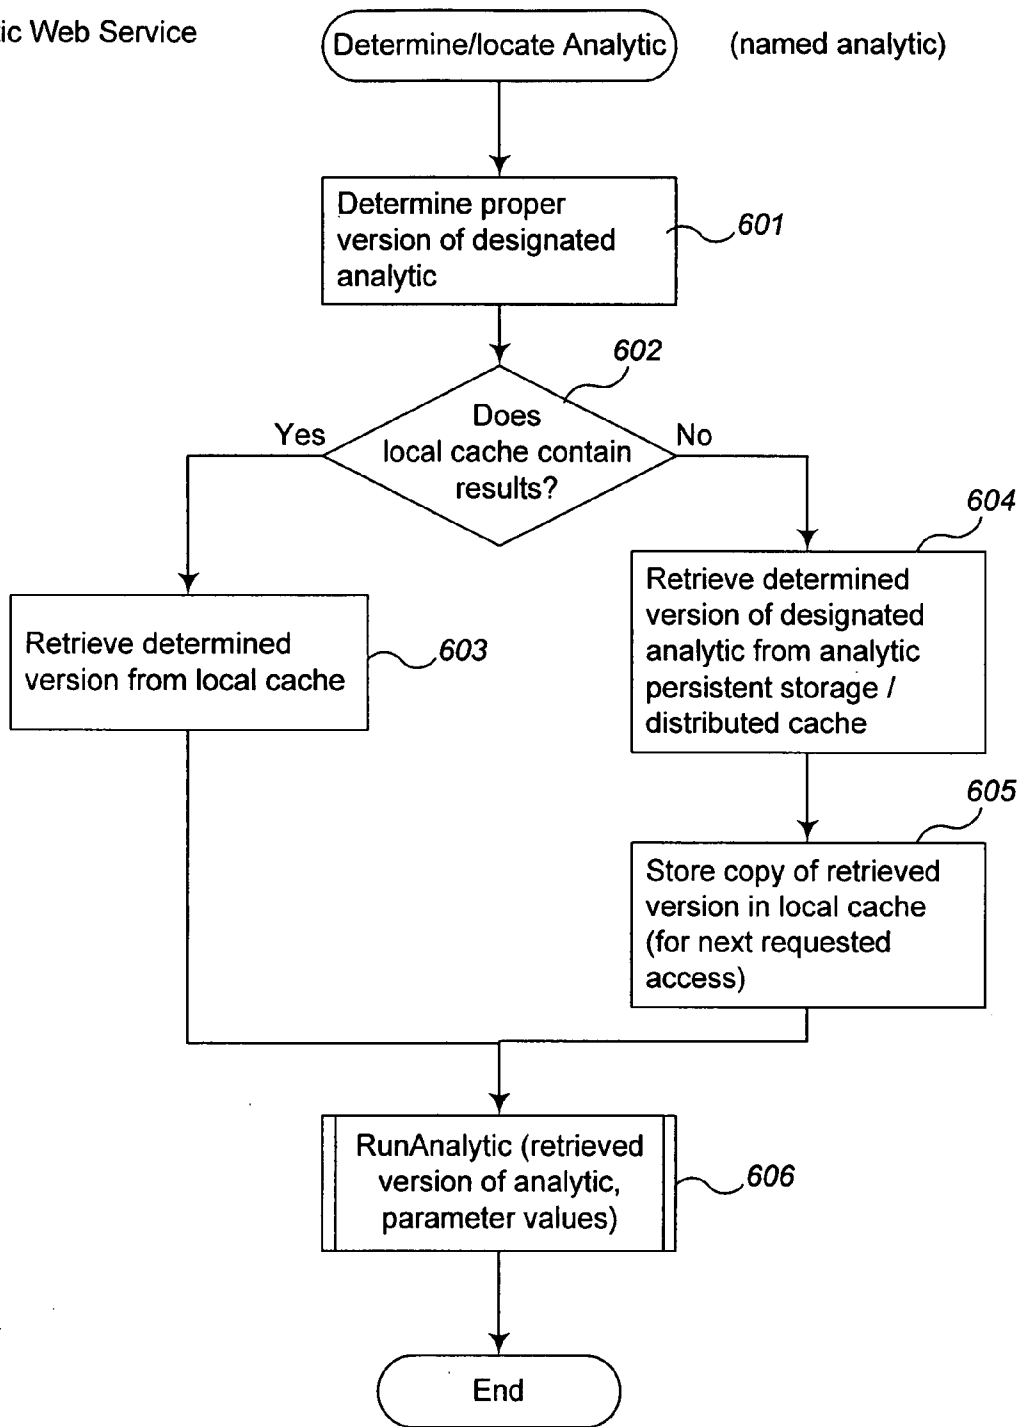 Web Service
Determine/locate Analytic
(named analytic)
Determine proper
version of designated
analytic
601
602
Does
local cache contain
results?
Yes
No
604
Retrieve determined
version of designated
analytic from analytic
persistent storage /
distributed cache
Retrieve determined
version from local cache
603
605
Store copy of retrieved
version in local cache
(for next requested
access)
RunAnalytic (retrieved
version of analytic,
parameter values)
606
End